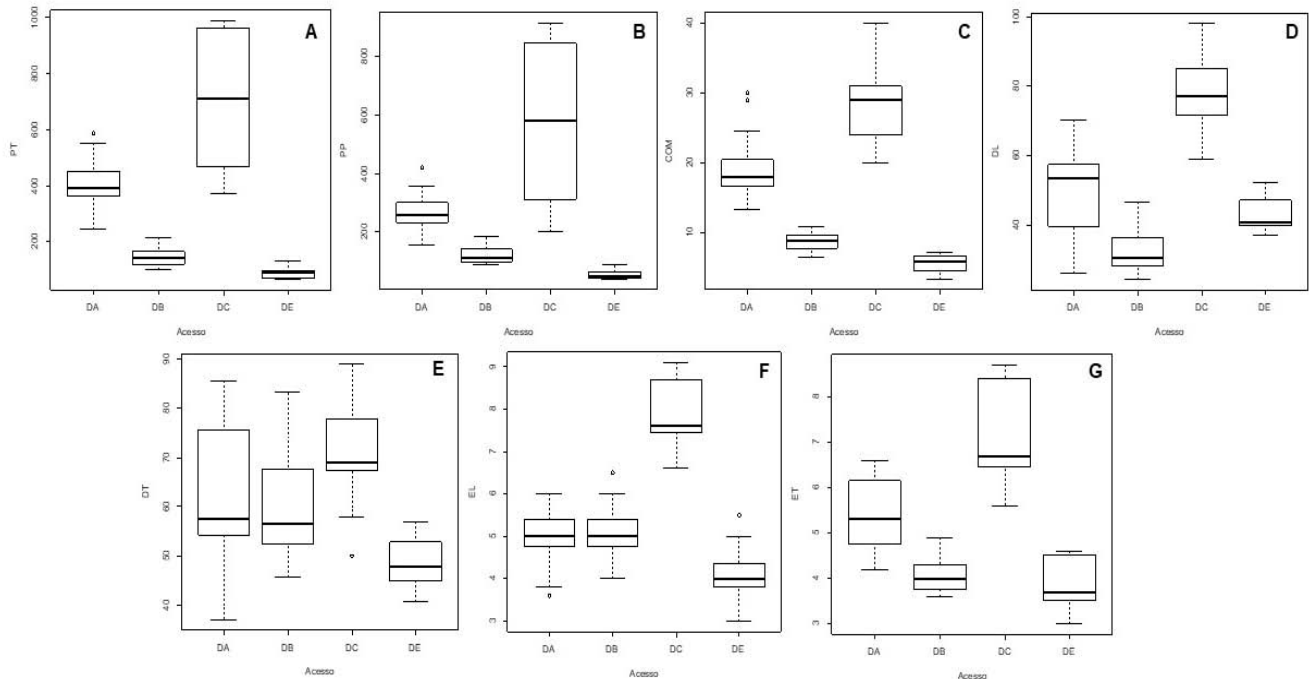 A
PT
1000
800
600
400
200
DA DB DC DE
Acesso
B
PP
800
600
400
200
DA DB DC DE
Acesso
C
COM
40
30
20
10
DA DB DC DE
Acesso
D
DL
100
80
60
40
DA DB DC DE
Acesso
E
DT
90
80
70
60
50
40
DA DB DC DE
Acesso
F
EL
9
8
7
6
5
4
3
DA DB DC DE
Acesso
G
ET
8
7
6
5
4
3
DA DB DC DE
Acesso